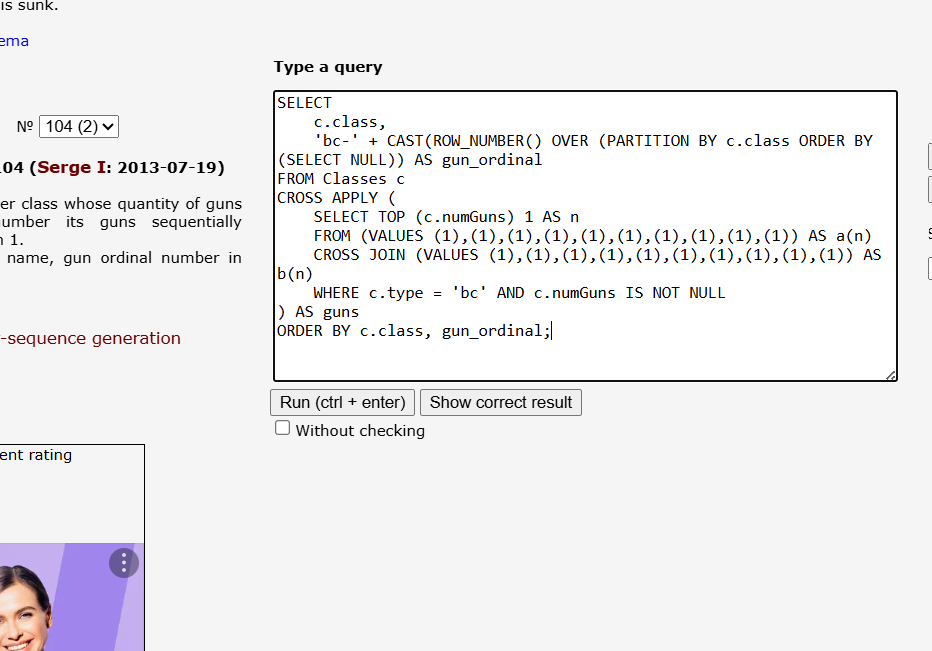 is sunk.
ema
Type a query
№ 104 (2)
04 (Serge I: 2013-07-19)
er class whose quantity of guns
umber its guns sequentially
1.
name, gun ordinal number in
-sequence generation
SELECT
c.class,
'bc-' + CAST(ROW_NUMBER() OVER (PARTITION BY c.class ORDER BY
(SELECT NULL)) AS gun_ordinal
FROM Classes c
CROSS APPLY (
SELECT TOP (c.numGuns) 1 AS n
FROM (VALUES (1),(1),(1),(1),(1),(1),(1),(1),(1),(1)) AS a(n)
CROSS JOIN (VALUES (1),(1),(1),(1),(1),(1),(1),(1),(1),(1)) AS
b(n)
WHERE c.type = 'bc' AND c.numGuns IS NOT NULL
) AS guns
ORDER BY c.class, gun_ordinal;
Run (ctrl + enter) Show correct result
Without checking
ent rating